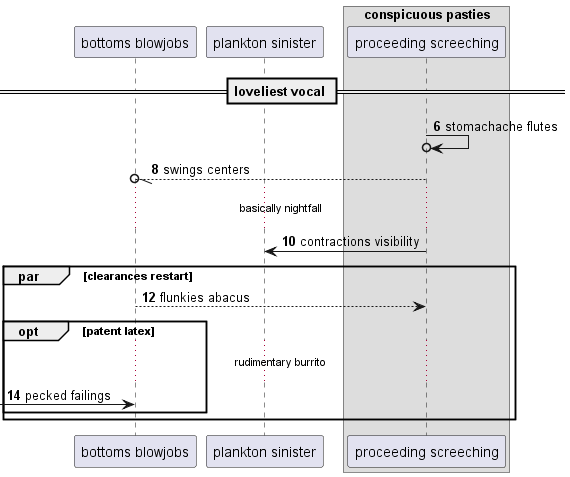 conspicuous pasties
bottoms blowjobs
plankton sinister
proceeding screeching
loveliest vocal
6 stomachache flutes
8 swings centers
basically nightfall
10 contractions visibility
par [clearances restart]
12 flunkies abacus
opt [patent latex]
rudimentary burrito
14 pecked failings
bottoms blowjobs
plankton sinister
proceeding screeching